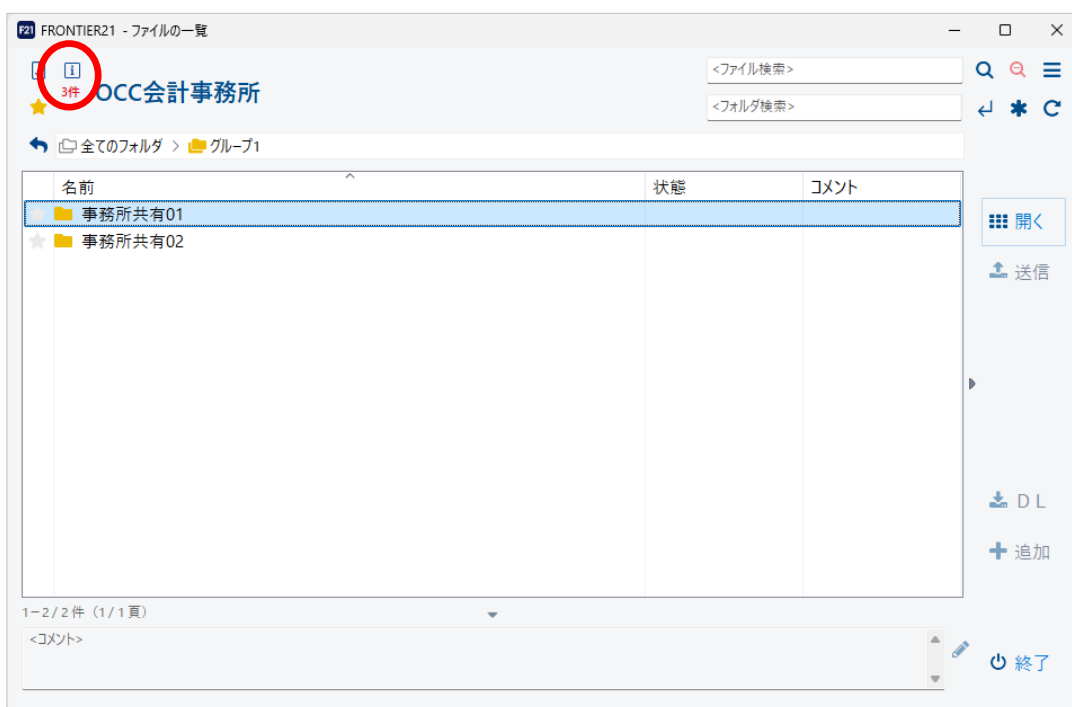 F21 FRONTIER21 - ファイルの一覧
i
3件
OCC会計事務所
<ファイル検索>
<フォルダ検索>
全てのフォルダ > グループ1
名前 状態 コメント
事務所共有01
事務所共有02
開く
送信
DL
追加
1-2/2件 (1/1頁)
<コメント>
終了